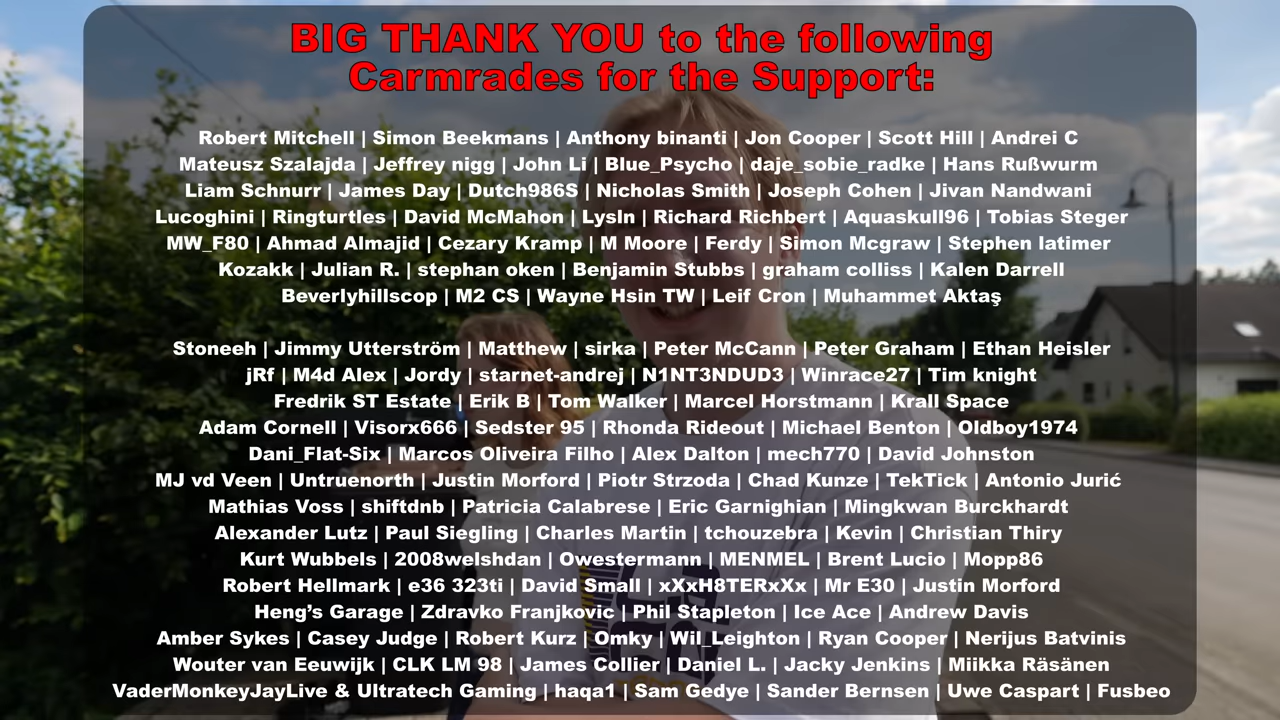 BIG THANK YOU to the following
Carmrades for the Support:
Robert Mitchell | Simon Beekmans | Anthony binanti | Jon Cooper | Scott Hill | Andrei C
Mateusz Szalajda | Jeffrey nigg | John Li | Blue_Psycho | daje_sobie_radke | Hans Rußwurm
Liam Schnurr | James Day | Dutch986S | Nicholas Smith | Joseph Cohen | Jivan Nandwani
Lucoghini | Ringturtles | David McMahon | Lysln | Richard Richbert | Aquaskull96 | Tobias Steger
MW_F80 | Ahmad Almajid | Cezary Kramp | M Moore | Ferdy | Simon Mcgraw | Stephen latimer
Kozakk | Julian R. | stephan oken | Benjamin Stubbs | graham colliss | Kalen Darrell
Beverlyhillscop | M2 CS | Wayne Hsin TW | Leif Cron | Muhammet Aktaş
Stoneeh | Jimmy Utterström | Matthew | sirka | Peter McCann | Peter Graham | Ethan Heisler
jRf | M4d Alex | Jordy | starnet-andrej | N1NT3NDUD3 | Winrace27 | Tim knight
Fredrik ST Estate | Erik B | Tom Walker | Marcel Horstmann | Krall Space
Adam Cornell | Visorx666 | Sedster 95 | Rhonda Rideout | Michael Benton | Oldboy1974
Dani_Flat-Six | Marcos Oliveira Filho | Alex Dalton | mech770 | David Johnston
MJ vd Veen | Untruenorth | Justin Morford | Piotr Strzoda | Chad Kunze | TekTick | Antonio Jurić
Mathias Voss | shiftdnb | Patricia Calabrese | Eric Garnighian | Mingkwan Burckhardt
Alexander Lutz | Paul Siegling | Charles Martin | tchouzebra | Kevin | Christian Thiry
Kurt Wubbels | 2008welshdan | Owestermann | MENMEL | Brent Lucio | Mopp86
Robert Hellmark | e36 323ti | David Small | xXxH8TERxXx | Mr E30 | Justin Morford
Heng’s Garage | Zdravko Franjkovic | Phil Stapleton | Ice Ace | Andrew Davis
Amber Sykes | Casey Judge | Robert Kurz | Omky | Wil_Leighton | Ryan Cooper | Nerijus Batvinis
Wouter van Eeuwijk | CLK LM 98 | James Collier | Daniel L. | Jacky Jenkins | Miikka Räsänen
VaderMonkeyJayLive & Ultratech Gaming | haqa1 | Sam Gedye | Sander Bernsen | Uwe Caspart | Fusbeo